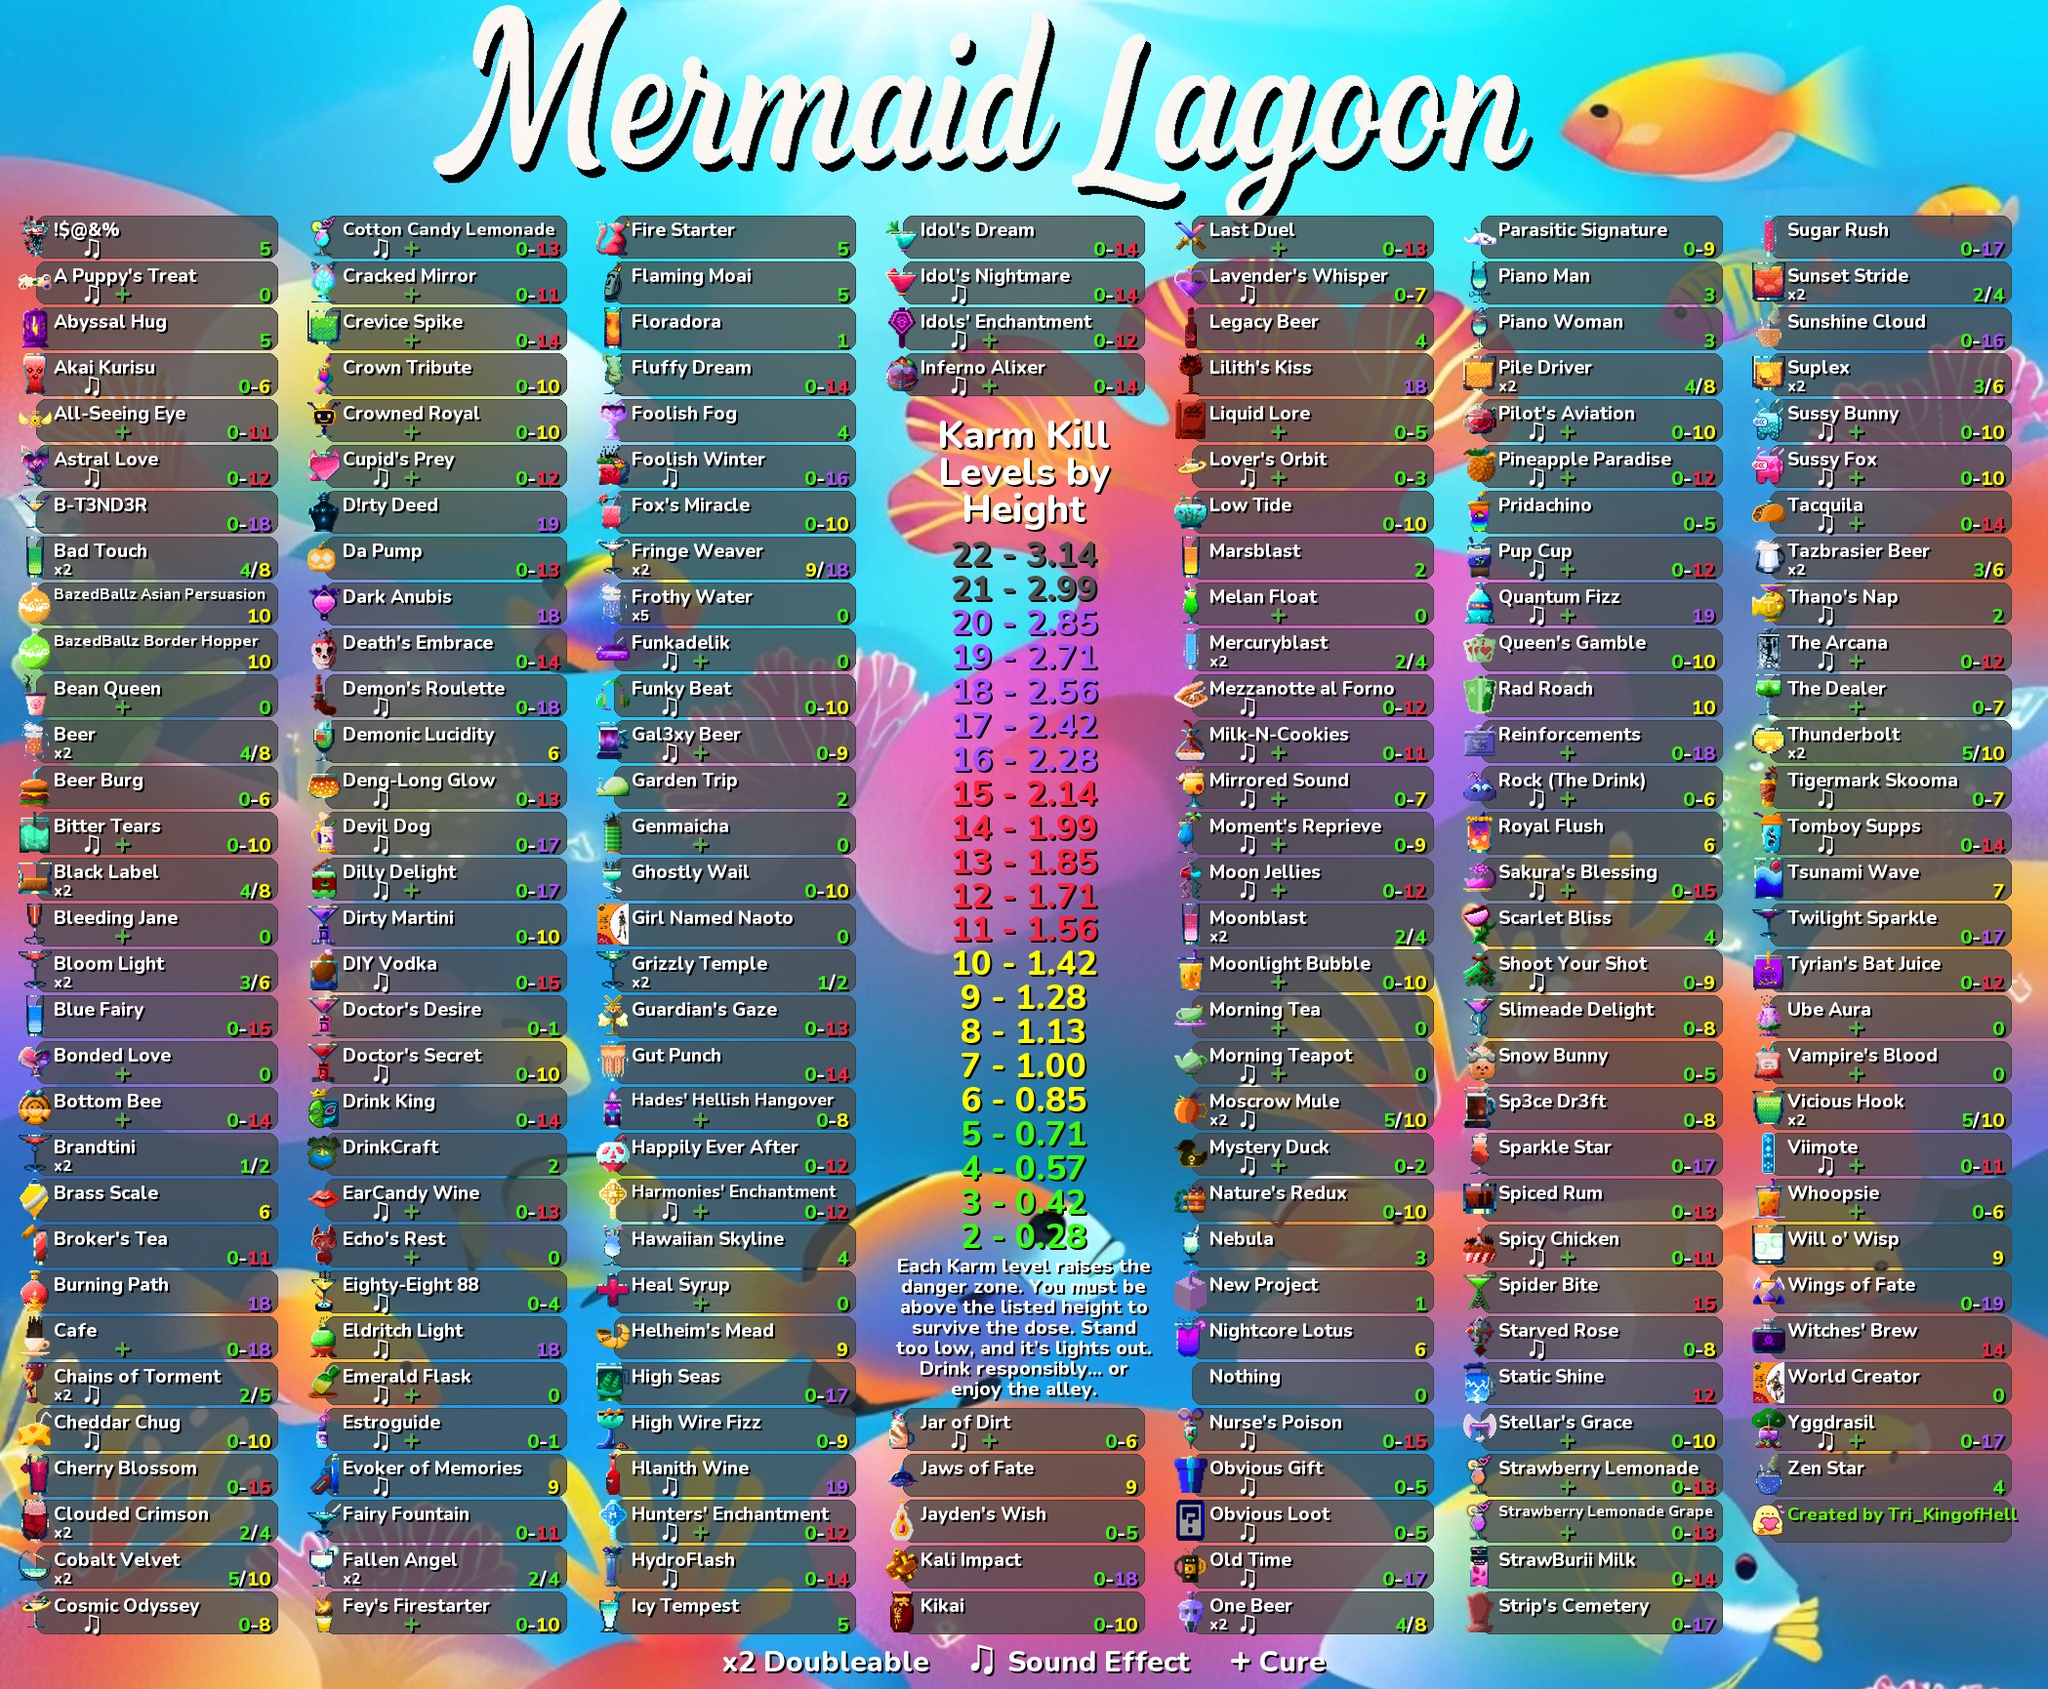 Mermaid Lagoon
!$@&%
♫
5
A Puppy's Treat
♫ +
0
Abyssal Hug
5
Akai Kurisu
♫
0-6
All-Seeing Eye
+
0-11
Astral Love
♫
0-12
B-T3ND3R
0-18
Bad Touch
x2
4/8
BazedBallz Asian Persuasion
10
BazedBallz Border Hopper
10
Bean Queen
+
0
Beer
x2
4/8
Beer Burg
0-6
Bitter Tears
♫ +
0-10
Black Label
x2
4/8
Bleeding Jane
+
0
Bloom Light
x2
3/6
Blue Fairy
0-15
Bonded Love
+
0
Bottom Bee
+
0-14
Brandtini
x2
1/2
Brass Scale
6
Broker's Tea
0-11
Burning Path
18
Cafe
+
0-18
Chains of Torment
x2 ♫
2/5
Cheddar Chug
♫
0-10
Cherry Blossom
0-15
Clouded Crimson
x2
2/4
Cobalt Velvet
x2
5/10
Cosmic Odyssey
♫
0-8
Cotton Candy Lemonade
♫ +
0-13
Cracked Mirror
+
0-11
Crevice Spike
+
0-14
Crown Tribute
0-10
Crowned Royal
+
0-10
Cupid's Prey
♫ +
0-12
D!rty Deed
19
Da Pump
0-13
Dark Anubis
18
Death's Embrace
0-14
Demon's Roulette
♫
0-18
Demonic Lucidity
6
Deng-Long Glow
♫
0-13
Devil Dog
♫
0-17
Dilly Delight
♫ +
0-17
Dirty Martini
0-10
DIY Vodka
♫
0-15
Doctor's Desire
0-1
Doctor's Secret
♫
0-10
Drink King
0-14
DrinkCraft
2
EarCandy Wine
♫ +
0-13
Echo's Rest
+
0
Eighty-Eight 88
♫
0-4
Eldritch Light
♫
18
Emerald Flask
♫ +
0
Estroguide
♫ +
0-1
Evoker of Memories
♫
9
Fairy Fountain
0-11
Fallen Angel
x2
2/4
Fey's Firestarter
+
0-10
Fire Starter
5
Flaming Moai
5
Floradora
1
Fluffy Dream
0-14
Foolish Fog
4
Foolish Winter
♫
0-16
Fox's Miracle
0-10
Fringe Weaver
x2
9/18
Frothy Water
x5
0
Funkadelik
♫ +
0
Funky Beat
♫
0-10
Gal3xy Beer
♫ +
0-9
Garden Trip
2
Genmaicha
+
0
Ghostly Wail
0-10
Girl Named Naoto
0
Grizzly Temple
x2
1/2
Guardian's Gaze
0-13
Gut Punch
0-14
Hades' Hellish Hangover
+
0-8
Happily Ever After
0-12
Harmonies' Enchantment
♫ +
0-12
Hawaiian Skyline
4
Heal Syrup
+
0
Helheim's Mead
9
High Seas
0-17
High Wire Fizz
0-9
Hlanith Wine
♫
19
Hunters' Enchantment
♫ +
0-12
HydroFlash
♫
0-14
Icy Tempest
5
Idol's Dream
0-14
Idol's Nightmare
♫
0-14
Idols' Enchantment
♫ +
0-12
Inferno Alixer
♫ +
0-14
Karm Kill
Levels by
Height
22 - 3.14
21 - 2.99
20 - 2.85
19 - 2.71
18 - 2.56
17 - 2.42
16 - 2.28
15 - 2.14
14 - 1.99
13 - 1.85
12 - 1.71
11 - 1.56
10 - 1.42
9 - 1.28
8 - 1.13
7 - 1.00
6 - 0.85
5 - 0.71
4 - 0.57
3 - 0.42
2 - 0.28
Each Karm level raises the
danger zone. You must be
above the listed height to
survive the dose. Stand
too low, and it's lights out.
Drink responsibly... or
enjoy the alley.
Jar of Dirt
♫ +
0-6
Jaws of Fate
9
Jayden's Wish
0-5
Kali Impact
0-18
Kikai
0-10
Last Duel
+
0-13
Lavender's Whisper
♫
0-7
Legacy Beer
4
Lilith's Kiss
18
Liquid Lore
+
0-5
Lover's Orbit
♫ +
0-3
Low Tide
0-10
Marsblast
2
Melan Float
+
0
Mercuryblast
x2
2/4
Mezzanotte al Forno
♫
0-12
Milk-N-Cookies
♫ +
0-11
Mirrored Sound
♫ +
0-7
Moment's Reprieve
♫ +
0-9
Moon Jellies
♫ +
0-12
Moonblast
x2
2/4
Moonlight Bubble
+
0-10
Morning Tea
+
0
Morning Teapot
♫ +
0
Moscrow Mule
x2 ♫
5/10
Mystery Duck
♫ +
0-2
Nature's Redux
0-10
Nebula
3
New Project
1
Nightcore Lotus
6
Nothing
0
Nurse's Poison
♫
0-15
Obvious Gift
♫
0-5
Obvious Loot
♫
0-5
Old Time
♫
0-17
One Beer
x2 ♫
4/8
Parasitic Signature
0-9
Piano Man
3
Piano Woman
3
Pile Driver
x2
4/8
Pilot's Aviation
♫ +
0-10
Pineapple Paradise
♫ +
0-12
Pridachino
0-5
Pup Cup
♫ +
0-12
Quantum Fizz
♫ +
19
Queen's Gamble
0-10
Rad Roach
10
Reinforcements
+
0-18
Rock (The Drink)
♫ +
0-6
Royal Flush
6
Sakura's Blessing
♫ +
0-15
Scarlet Bliss
4
Shoot Your Shot
♫
0-9
Slimeade Delight
0-8
Snow Bunny
0-5
Sp3ce Dr3ft
0-8
Sparkle Star
0-17
Spiced Rum
0-13
Spicy Chicken
♫ +
0-11
Spider Bite
15
Starved Rose
♫
0-8
Static Shine
12
Stellar's Grace
+
0-10
Strawberry Lemonade
+
0-13
Strawberry Lemonade Grape
+
0-13
StrawBurii Milk
0-14
Strip's Cemetery
0-17
Sugar Rush
0-17
Sunset Stride
x2
2/4
Sunshine Cloud
0-16
Suplex
x2
3/6
Sussy Bunny
♫ +
0-10
Sussy Fox
♫ +
0-10
Tacquila
♫ +
0-14
Tazbrasier Beer
x2
3/6
Thano's Nap
2
The Arcana
♫ +
0-12
The Dealer
+
0-7
Thunderbolt
x2
5/10
Tigermark Skooma
♫
0-7
Tomboy Supps
♫
0-14
Tsunami Wave
7
Twilight Sparkle
0-17
Tyrian's Bat Juice
0-12
Ube Aura
+
0
Vampire's Blood
+
0
Vicious Hook
x2
5/10
Viimote
♫ +
0-11
Whoopsie
+
0-6
Will o' Wisp
9
Wings of Fate
0-19
Witches' Brew
14
World Creator
0
Yggdrasil
♫ +
0-17
Zen Star
4
Created by Tri_KingofHell
x2 Doubleable ♫ Sound Effect + Cure